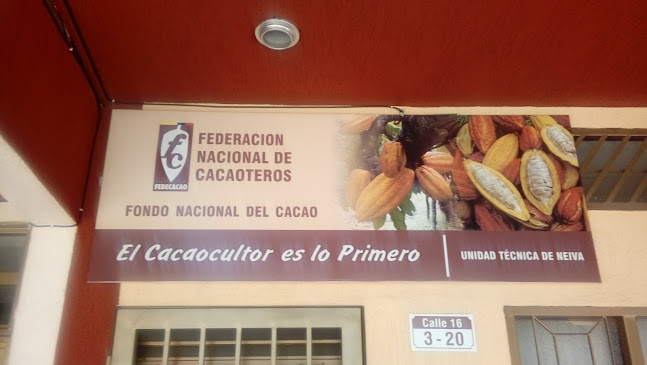 fc
FEDECACAO
FEDERACION
NACIONAL DE
CACAOTEROS
FONDO NACIONAL DEL CACAO
El Cacaocultor es lo Primero
UNIDAD TÉCNICA DE NEIVA
Calle 16
3 - 20